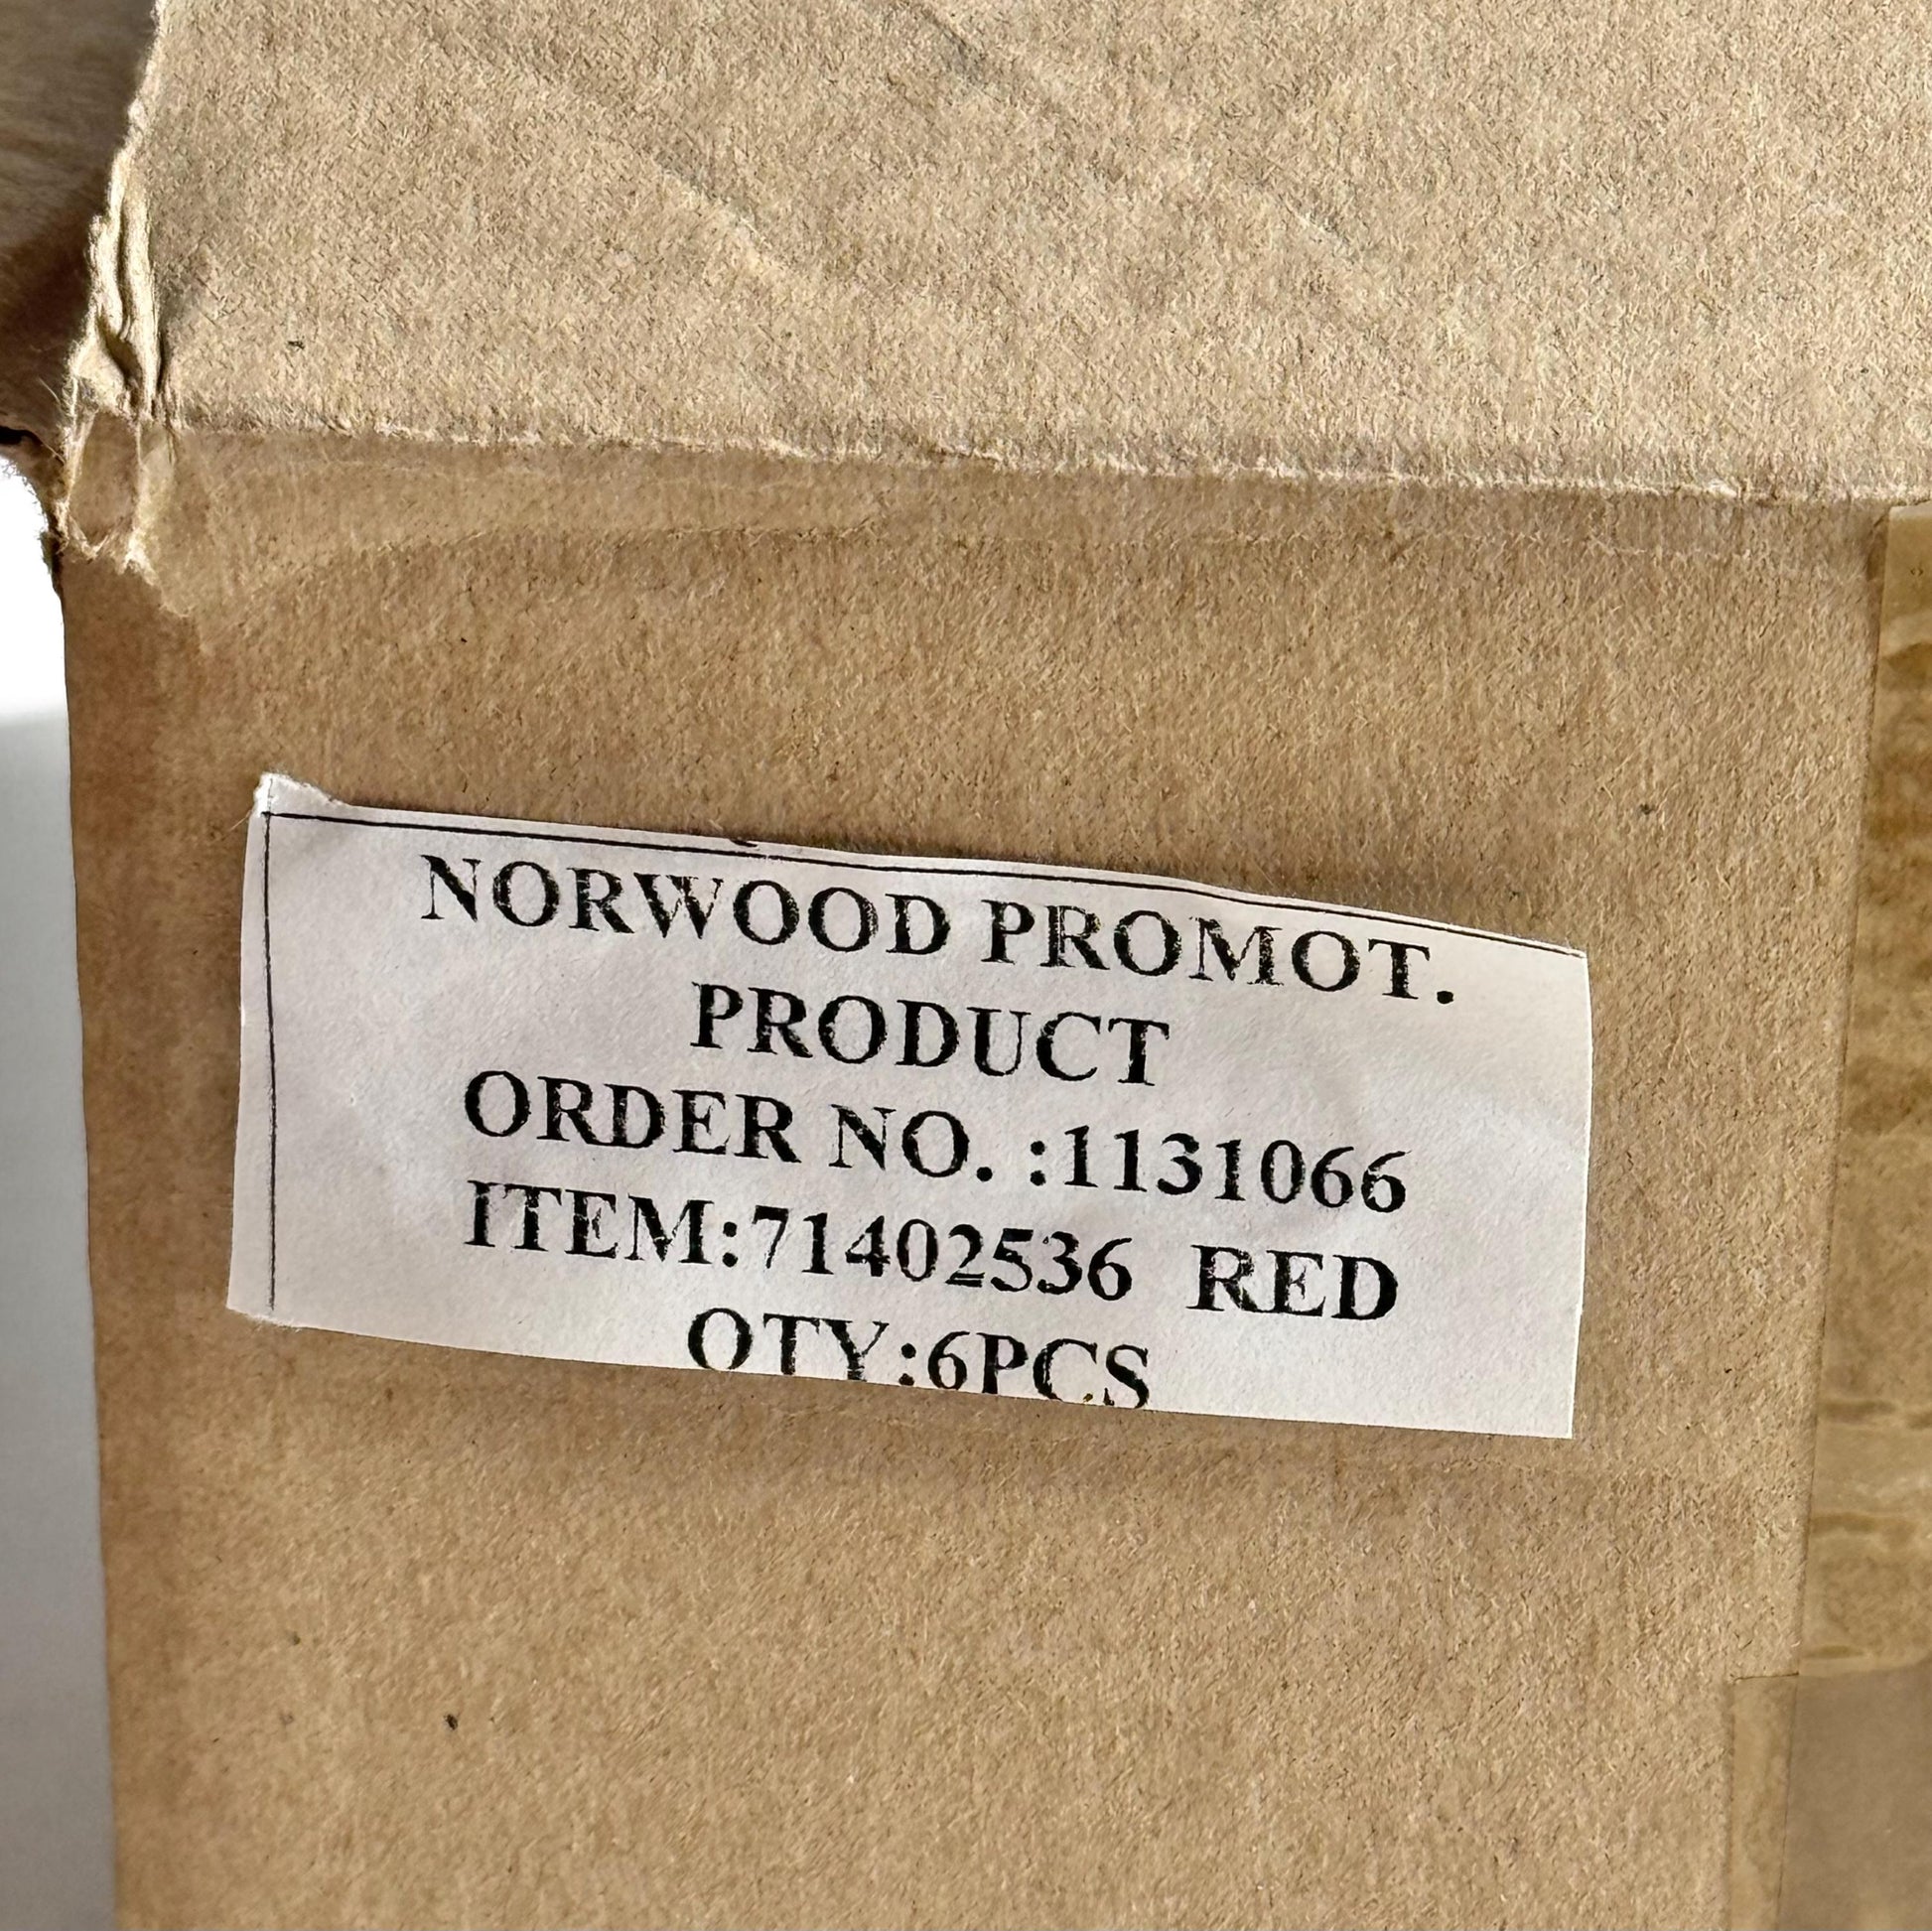 NORWOOD PROMOT.
PRODUCT
ORDER NO. :1131066
ITEM:71402536 RED
QTY:6PCS